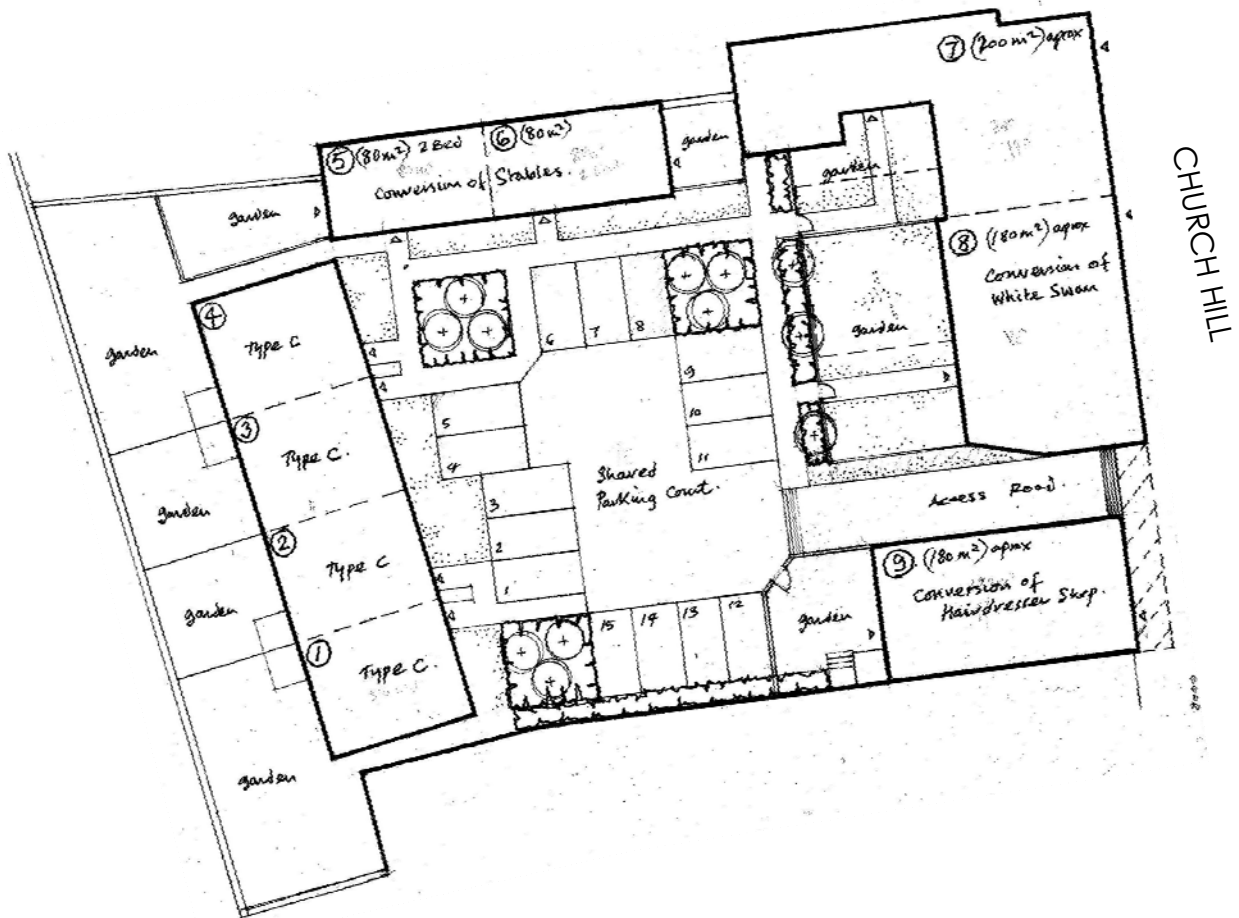 ⑦ (200m²) aprox
⑤ (80m²) 2 Bed
⑥ (80m²)
Conversion of Stables.
garden
garden
garden
CHURCH HILL
⑧ (180m²) aprox
Conversion of
White Swan
garden
④
Type C
garden
6
7
8
9
10
11
5
4
3
2
1
③
Type C.
garden
Shared
Parking Court.
Access Road.
②
Type C
garden
⑨. (180m²) aprox
Conversion of
Hairdresser Shop.
garden
①
Type C.
15
14
13
12
garden